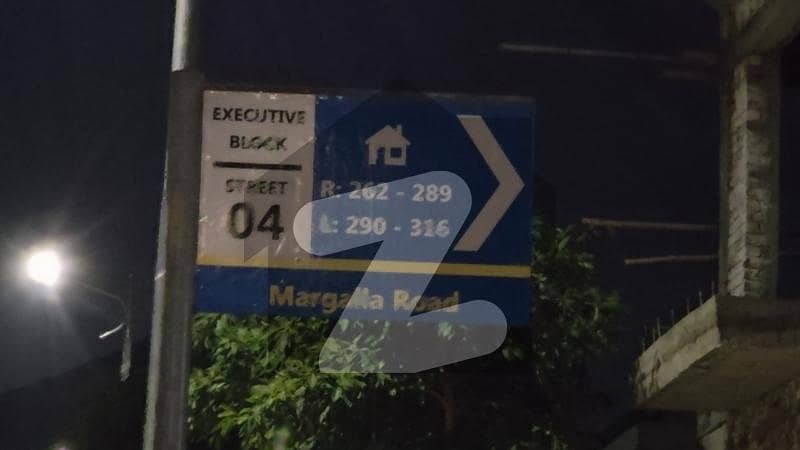 EXECUTIVE
BLOCK
STREET
04
R: 262 - 289
L: 290 - 316
Margalla Road